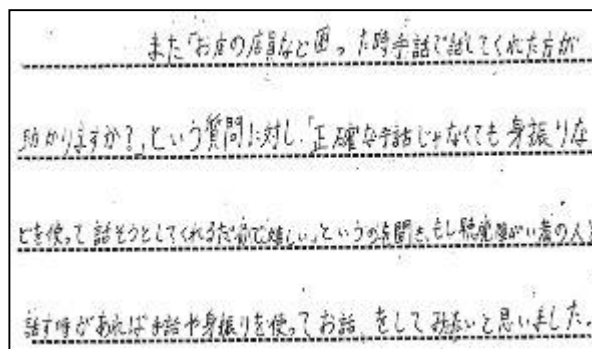 また「お店の店員など困った時手話で話してくれた方が
助かりますか?」という質問に対し、「正確な手話じゃなくても身振りな
どを使って話そうとしてくれるだけで嬉しい。」というのを聞き、もし聴覚障がい者の人と
話す時があれば手話や身振りを使ってお話をしてみたいと思いました。